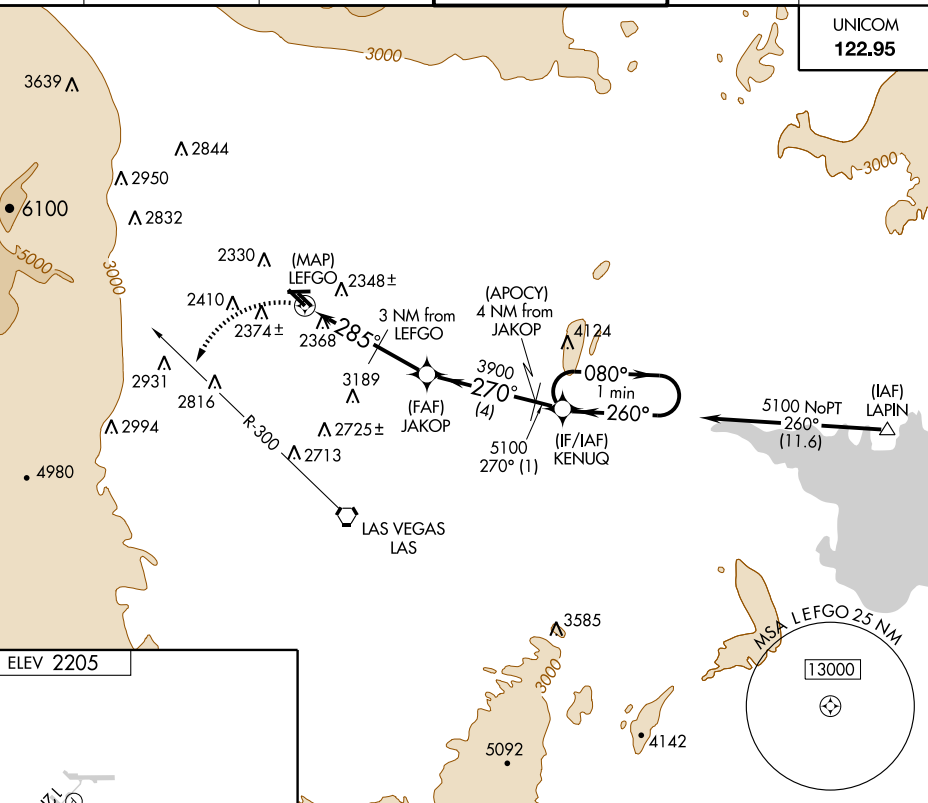 UNICOM
122.95
3000
3639
2844
2950
3000
6100
2832
5000
3000
2330
(MAP)
LEFGO
2348±
2410
2374±
2368
285°
3 NM from
LEFGO
(APOCY)
4 NM from
JAKOP
4124
2931
2816
3189
3900
270°
(4)
080°
1 min
260°
(FAF)
JAKOP
5100
270° (1)
(IF/IAF)
KENUQ
5100 NoPT
260°
(11.6)
(IAF)
LAPIN
2994
2725±
R-300
2713
4980
LAS VEGAS
LAS
3585
MSA LEFGO 25 NM
13000
ELEV 2205
3000
4142
5092